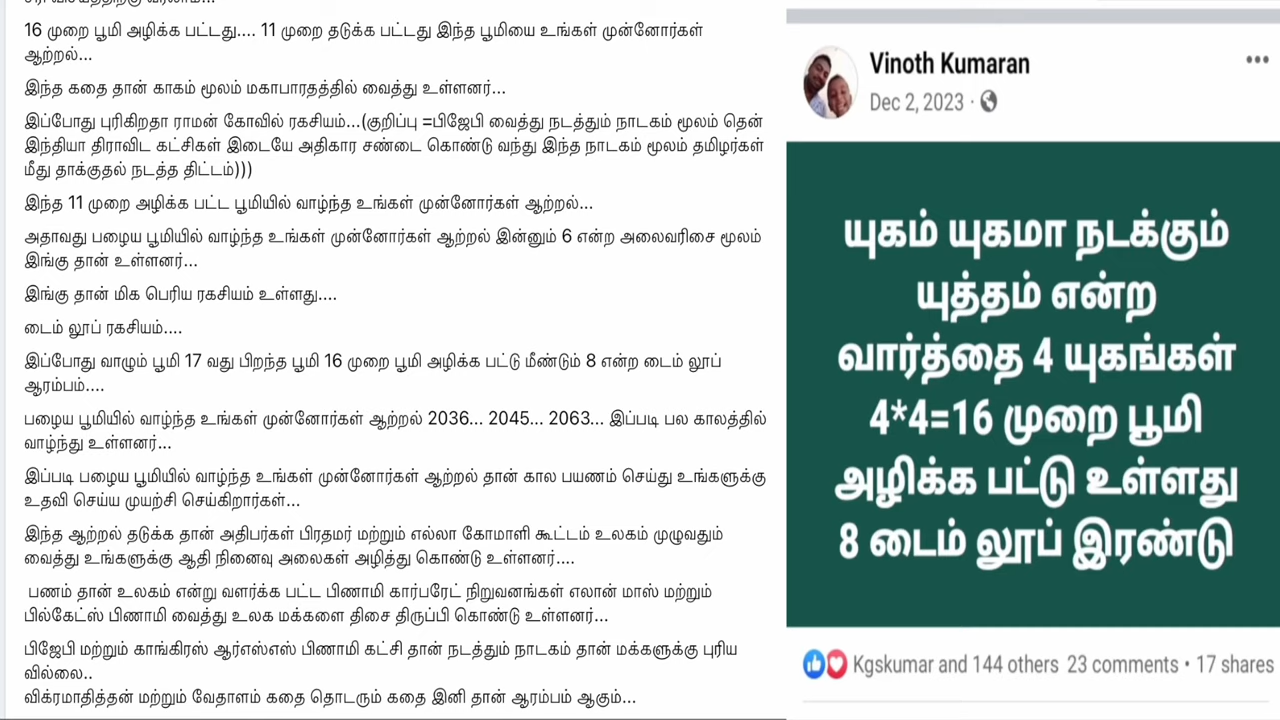 16 முறை பூமி அழிக்க பட்டது.... 11 முறை தடுக்க பட்டது இந்த பூமியை உங்கள் முன்னோர்கள்
ஆற்றல்...
இந்த கதை தான் காகம் மூலம் மகாபாரதத்தில் வைத்து உள்ளனர்...
இப்போது புரிகிறதா ராமன் கோவில் ரகசியம்...(குறிப்பு =பிஜேபி வைத்து நடத்தும் நாடகம் மூலம் தென்
இந்தியா திராவிட கட்சிகள் இடையே அதிகார சண்டை கொண்டு வந்து இந்த நாடகம் மூலம் தமிழர்கள்
மீது தாக்குதல் நடத்த திட்டம்)))
இந்த 11 முறை அழிக்க பட்ட பூமியில் வாழ்ந்த உங்கள் முன்னோர்கள் ஆற்றல்...
அதாவது பழைய பூமியில் வாழ்ந்த உங்கள் முன்னோர்கள் ஆற்றல் இன்னும் 6 என்ற அலைவரிசை மூலம்
இங்கு தான் உள்ளனர்...
இங்கு தான் மிக பெரிய ரகசியம் உள்ளது....
டைம் லூப் ரகசியம்....
இப்போது வாழும் பூமி 17 வது பிறந்த பூமி 16 முறை பூமி அழிக்க பட்டு மீண்டும் 8 என்ற டைம் லூப்
ஆரம்பம்....
பழைய பூமியில் வாழ்ந்த உங்கள் முன்னோர்கள் ஆற்றல் 2036... 2045... 2063... இப்படி பல காலத்தில்
வாழ்ந்து உள்ளனர்...
இப்படி பழைய பூமியில் வாழ்ந்த உங்கள் முன்னோர்கள் ஆற்றல் தான் கால பயணம் செய்து உங்களுக்கு
உதவி செய்ய முயற்சி செய்கிறார்கள்...
இந்த ஆற்றல் தடுக்க தான் அதிபர்கள் பிரதமர் மற்றும் எல்லா கோமாளி கூட்டம் உலகம் முழுவதும்
வைத்து உங்களுக்கு ஆதி நினைவு அலைகள் அழித்து கொண்டு உள்ளனர்....
பணம் தான் உலகம் என்று வளர்க்க பட்ட பிணாமி கார்பரேட் நிறுவனங்கள் எலான் மாஸ் மற்றும்
பில்கேட்ஸ் பிணாமி வைத்து உலக மக்களை திசை திருப்பி கொண்டு உள்ளனர்...
பிஜேபி மற்றும் காங்கிரஸ் ஆர்எஸ்எஸ் பிணாமி கட்சி தான் நடத்தும் நாடகம் தான் மக்களுக்கு புரிய
வில்லை..
விக்ரமாதித்தன் மற்றும் வேதாளம் கதை தொடரும் கதை இனி தான் ஆரம்பம் ஆகும்...
Vinoth Kumaran
Dec 2, 2023 ·
யுகம் யுகமா நடக்கும்
யுத்தம் என்ற
வார்த்தை 4 யுகங்கள்
4*4=16 முறை பூமி
அழிக்க பட்டு உள்ளது
8 டைம் லூப் இரண்டு
Kgskumar and 144 others 23 comments • 17 shares